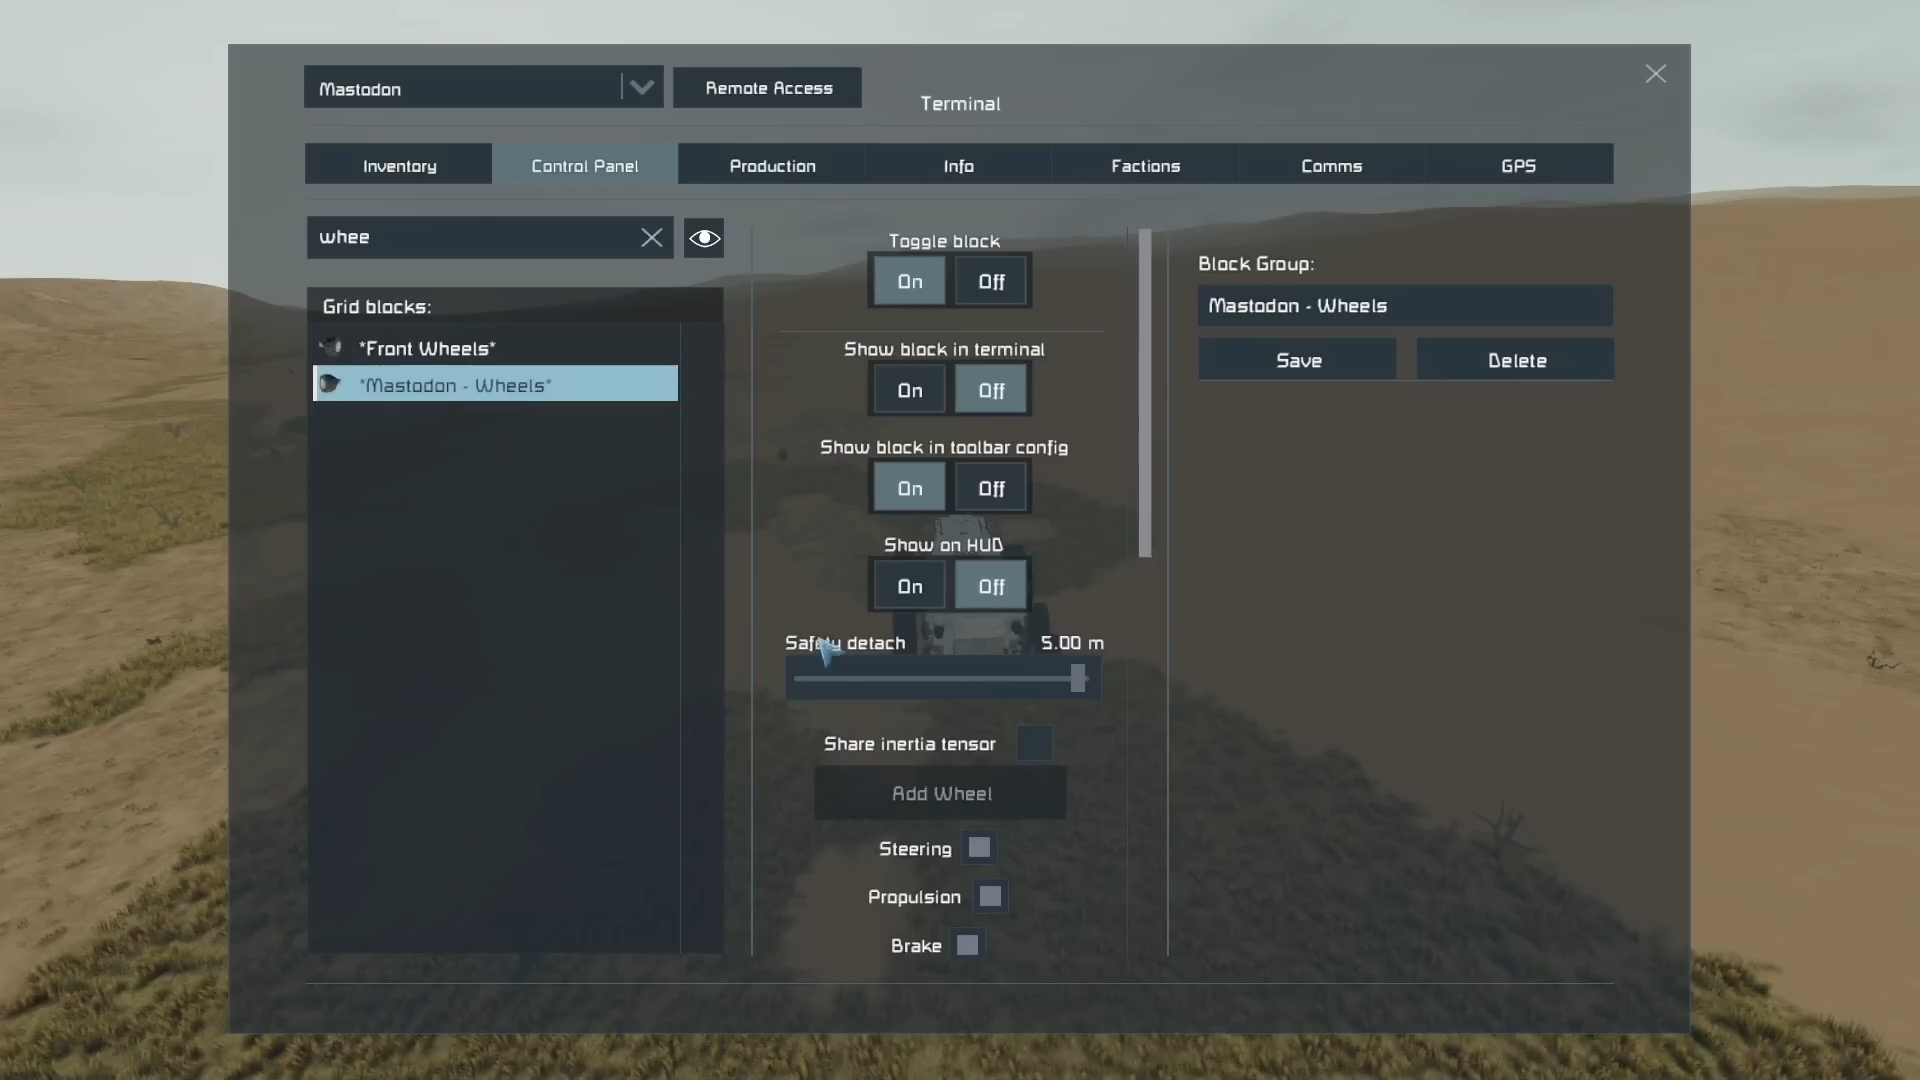 Mastodon
Remote Access
Terminal
Inventory
Control Panel
Production
Info
Factions
Comms
GPS
whee
Grid blocks:
*Front Wheels*
*Mastodon - Wheels*
Toggle block
On
Off
Show block in terminal
On
Off
Show block in toolbar config
On
Off
Show on HUD
On
Off
Safety detach
5.00 m
Share inertia tensor
Add Wheel
Steering
Propulsion
Brake
Block Group:
Mastodon - Wheels
Save
Delete